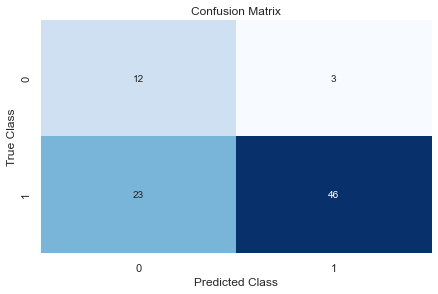 Confusion Matrix
True Class
0
12
3
1
23
46
0
1
Predicted Class